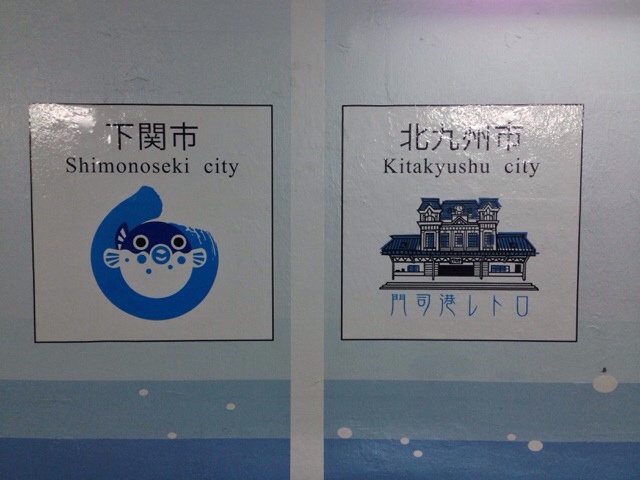 下関市
Shimonoseki city
北九州市
Kitakyushu city
門司港レトロ